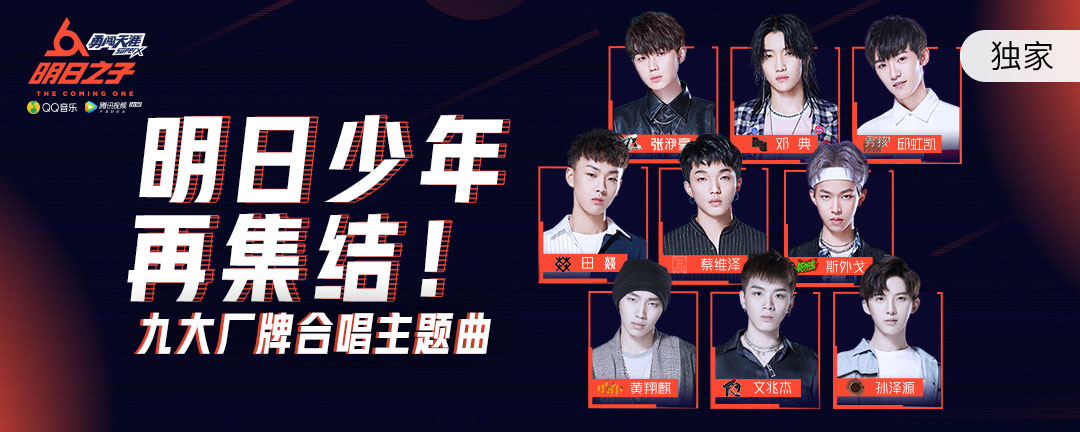 勇闯天涯
superX
明日之子
THE COMING ONE
QQ音乐 腾讯视频
独家
明日少年
再集结！
九大厂牌合唱主题曲
张洢豪 邓典 男孩 邱虹凯
田燚 蔡维泽 斯外戈
黄翔麒 文兆杰 孙泽源